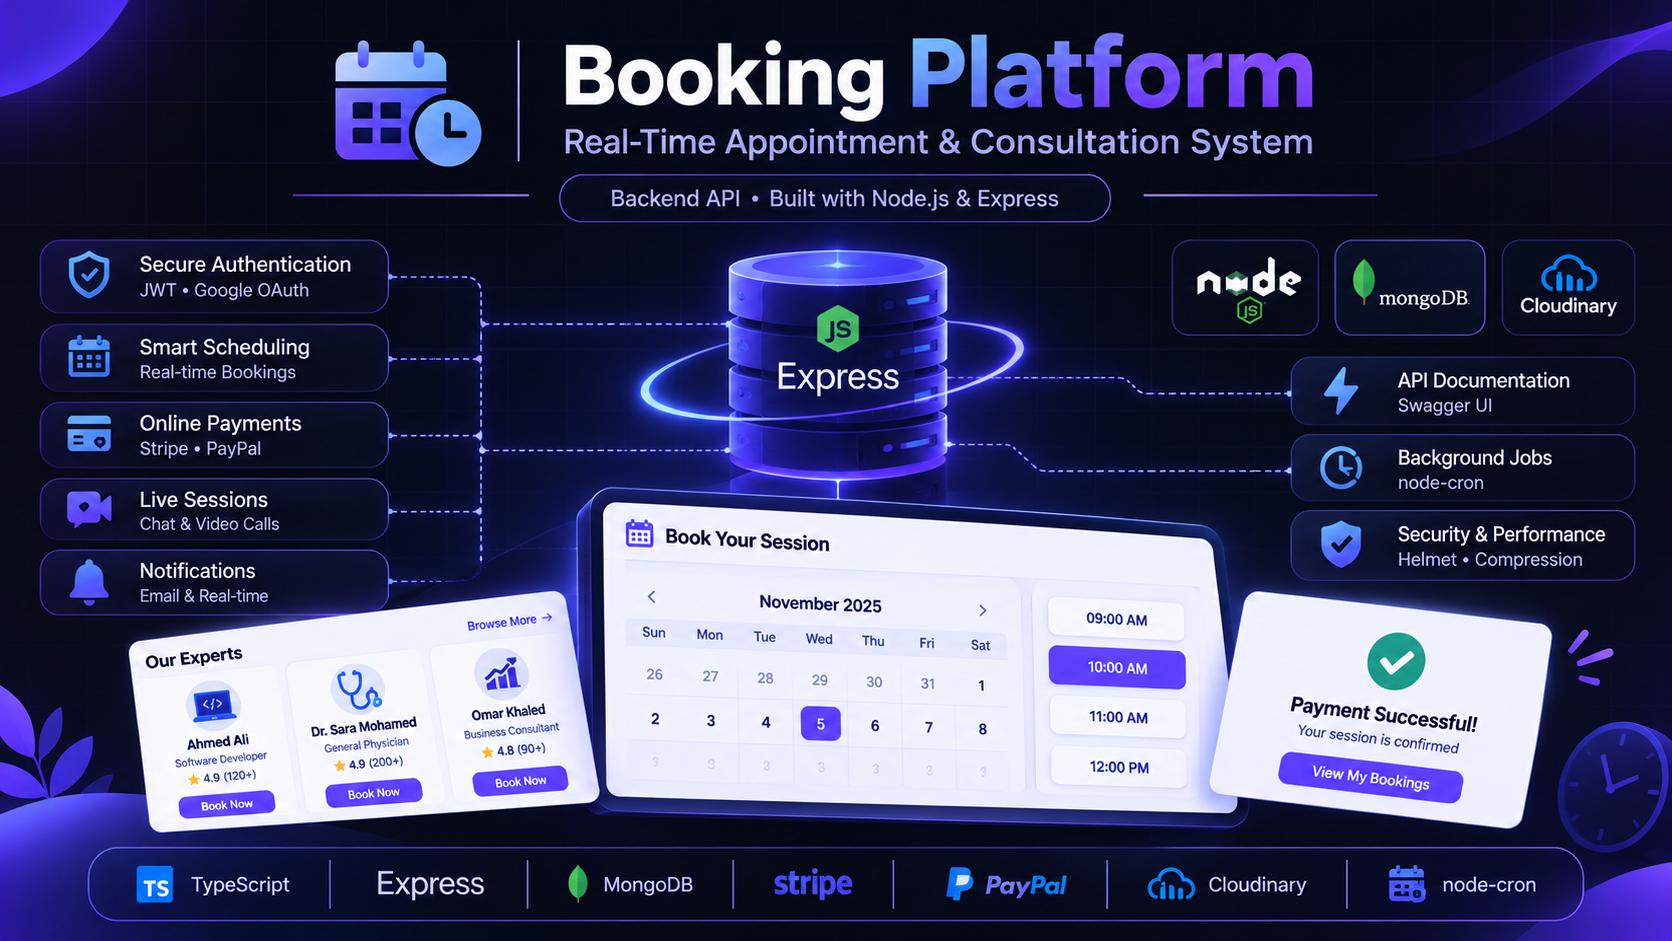 Booking Platform
Real-Time Appointment & Consultation System
Backend API • Built with Node.js & Express
Secure Authentication
JWT • Google OAuth
Smart Scheduling
Real-time Bookings
Online Payments
Stripe • PayPal
Live Sessions
Chat & Video Calls
Notifications
Email & Real-time
JS
Express
node
JS
mongoDB.
Cloudinary
API Documentation
Swagger UI
Background Jobs
node-cron
Security & Performance
Helmet • Compression
Our Experts
Browse More →
Ahmed Ali
Software Developer
4.9 (120+)
Book Now
Dr. Sara Mohamed
General Physician
4.9 (200+)
Book Now
Omar Khaled
Business Consultant
4.8 (90+)
Book Now
Book Your Session
November 2025
Sun Mon Tue Wed Thu Fri Sat
26 27 28 29 30 31 1
2 3 4 5 6 7 8
3 3 3 3 3 3 3
09:00 AM
10:00 AM
11:00 AM
12:00 PM
Payment Successful!
Your session is confirmed
View My Bookings
TS TypeScript
Express
MongoDB
stripe
PayPal
Cloudinary
node-cron